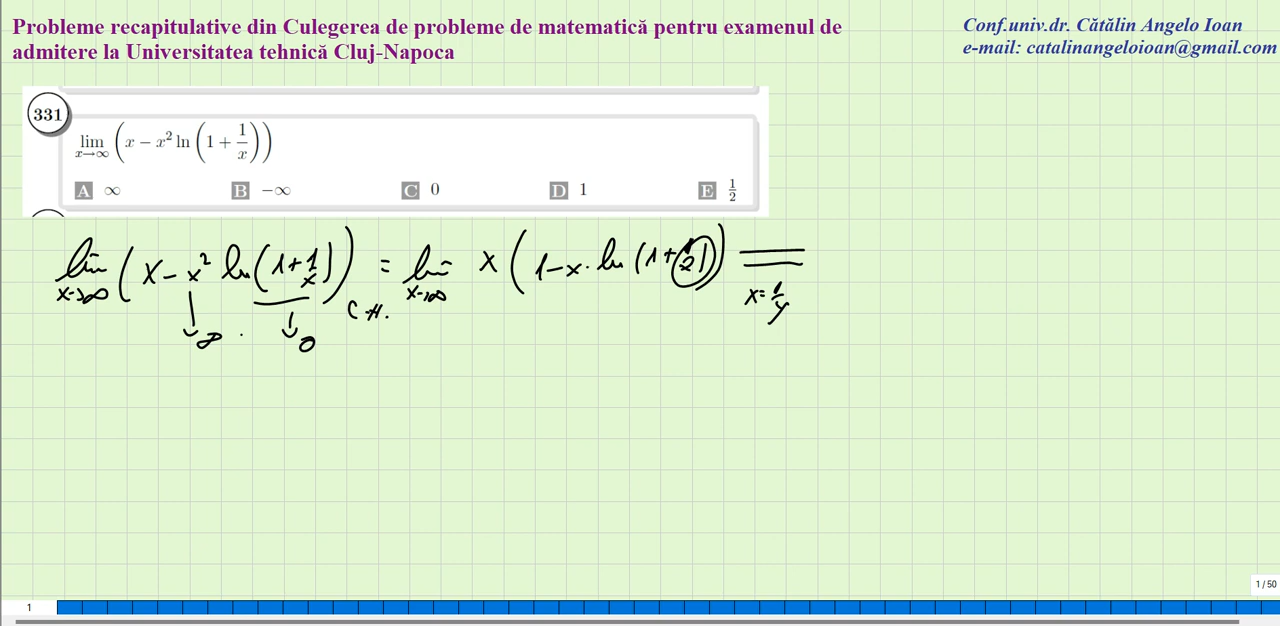 Probleme recapitulative din Culegerea de probleme de matematică pentru examenul de
admitere la Universitatea tehnică Cluj-Napoca
Conf.univ.dr. Cătălin Angelo Ioan
e-mail: catalinangeloioan@gmail.com
331
lim x→∞ (x − x² ln(1 + 1/x))
A ∞ B −∞ C 0 D 1 E 1/2
lim x→∞ (x − x² ln(1 + 1/x)) = lim x→∞ x (1 − x · ln(1 +
x = 1/y
C.H.
↓ ∞ · ↓ 0
1/50
1